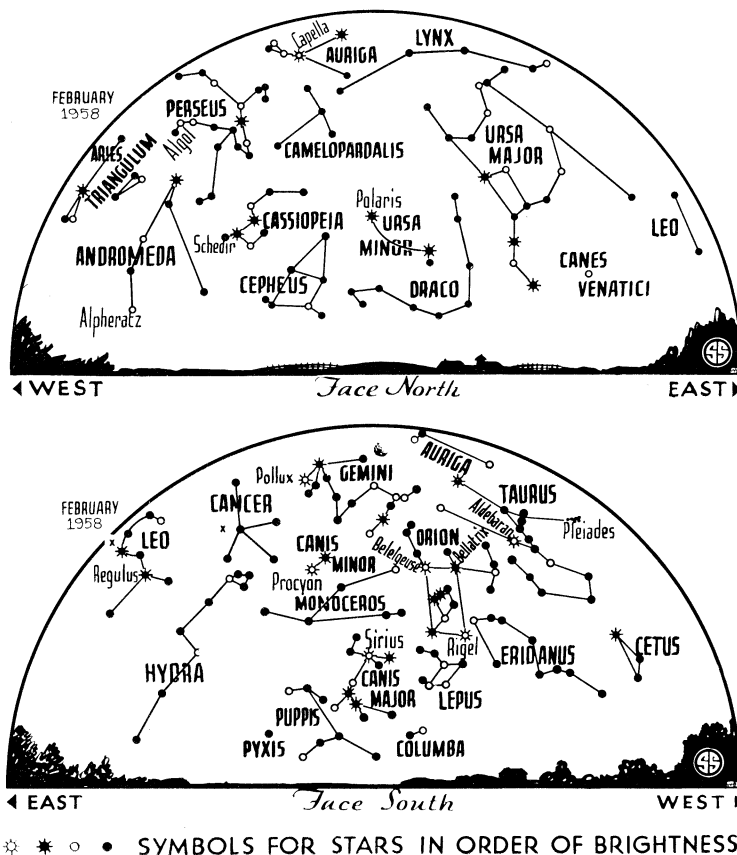 Capella
AURIGA
LYNX
FEBRUARY
1958
PERSEUS
Algol
ARIES
TRIANGULUM
CAMELOPARDALIS
URSA
MAJOR
CASSIOPEIA
Schedir
Polaris
URSA
MINOR
LEO
ANDROMEDA
CEPHEUS
DRACO
CANES
VENATICI
Alpheratz
SS
WEST
Face North
EAST
AURIGA
Pollux
GEMINI
FEBRUARY
1958
CANCER
x
TAURUS
Aldebaran
Pleiades
x
LEO
CANIS
MINOR
ORION
Bellatrix
Betelgeuse
Regulus
Procyon
MONOCEROS
Sirius
Rigel
ERIDANUS
CETUS
HYDRA
CANIS
MAJOR
LEPUS
PUPPIS
PYXIS
COLUMBA
SS
EAST
Face South
WEST
SYMBOLS FOR STARS IN ORDER OF BRIGHTNESS